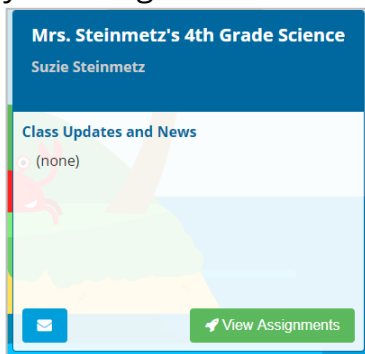 Mrs. Steinmetz's 4th Grade Science
Suzie Steinmetz
Class Updates and News
(none)
View Assignments